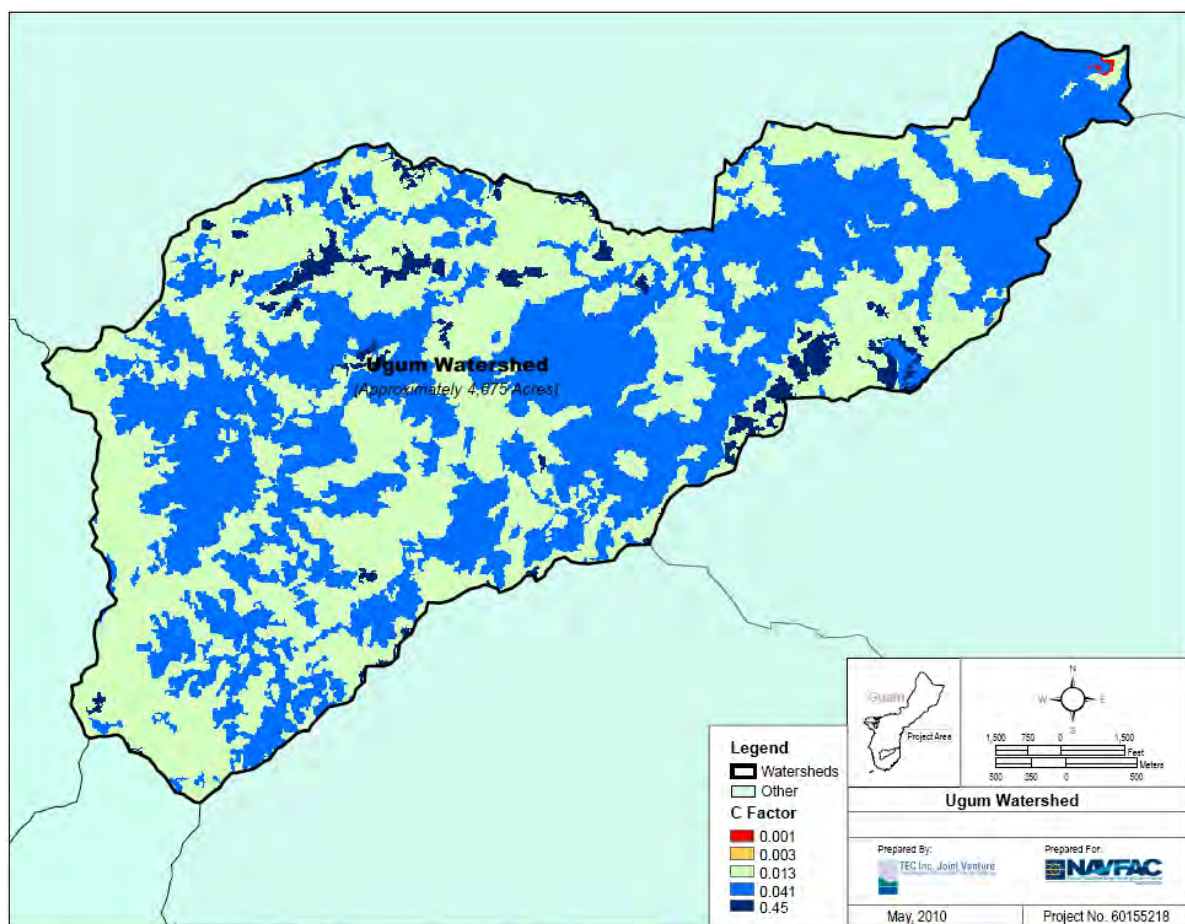 Ugum Watershed
(Approximately 4,675 Acres)
Legend
Watersheds
Other
C Factor
0.001
0.003
0.013
0.041
0.45
Guam
Project Area
N
W
E
S
1,500 750 0 1,500
Feet
Meters
500 250 0 500
Ugum Watershed
Prepared By:
TEC Inc. Joint Venture
Prepared For:
NAVFAC
May, 2010
Project No. 60155218